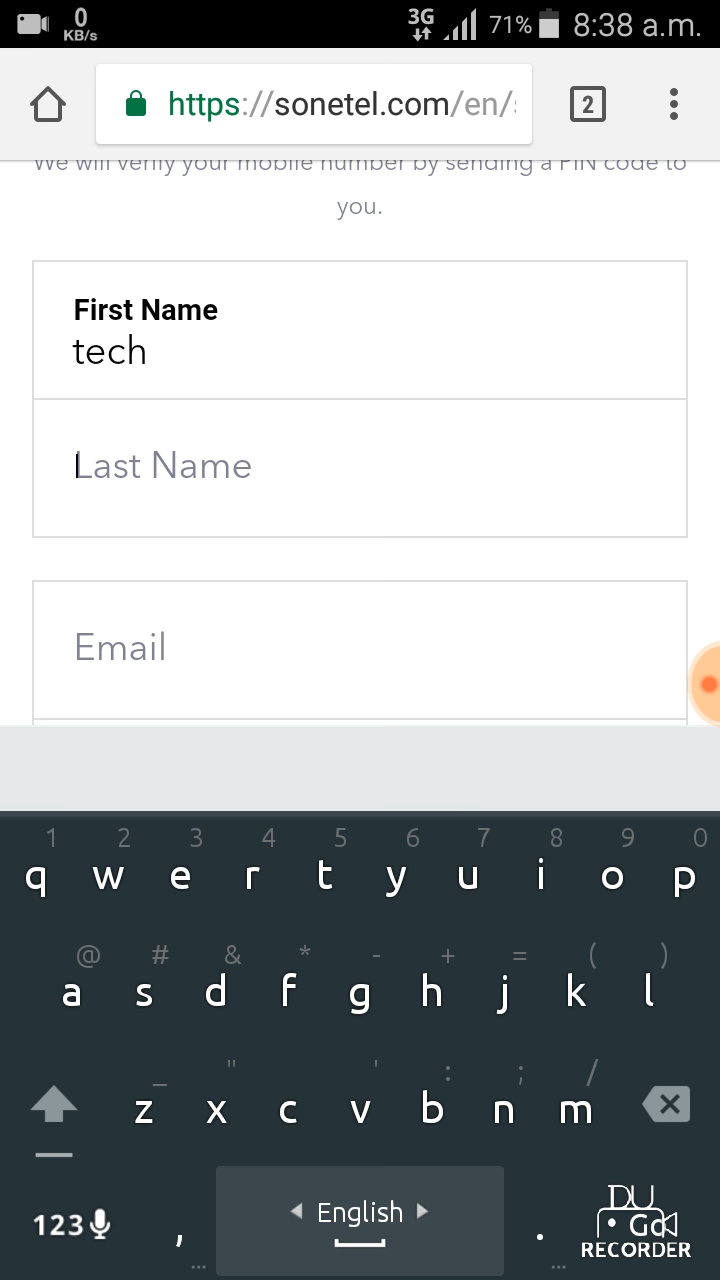 0
KB/s
3G
71%
8:38 a.m.
https://sonetel.com/en/
2
We will verify your mobile number by sending a PIN code to
you.
First Name
tech
Last Name
Email
1 2 3 4 5 6 7 8 9 0
q w e r t y u i o p
@ # & * - + = ( )
a s d f g h j k l
_ " ' : ; /
z x c v b n m
123 , English .
... ...
DU
Go
RECORDER